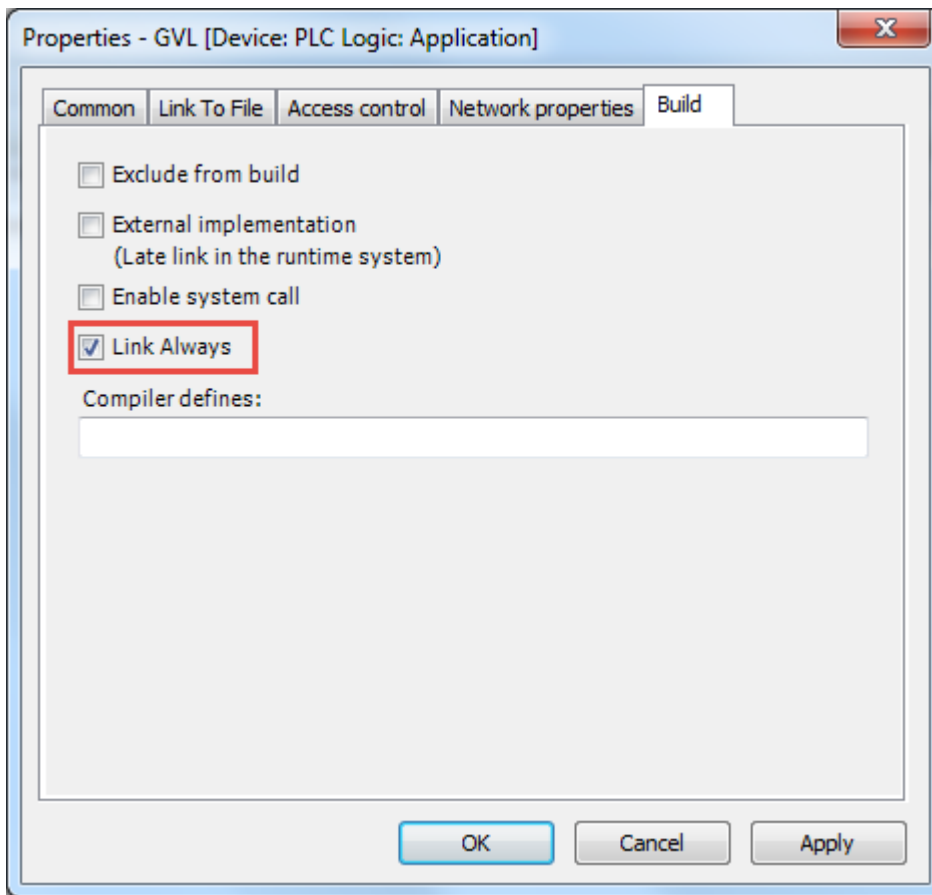 Properties - GVL [Device: PLC Logic: Application]
Common Link To File Access control Network properties Build
Exclude from build
External implementation
(Late link in the runtime system)
Enable system call
Link Always
Compiler defines:
OK Cancel Apply